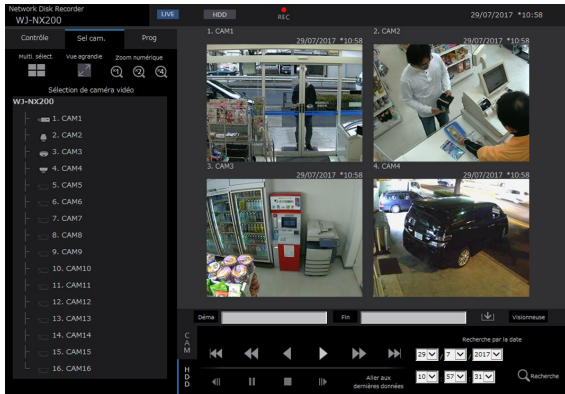 Network Disk Recorder
WJ-NX200
LIVE
HDD
REC
29/07/2017 *10:58
Contrôle
Sel cam.
Prog
Multi. sélect.
Vue agrandie
Zoom numérique
x1
x2
x4
Sélection de caméra vidéo
WJ-NX200
1. CAM1
2. CAM2
3. CAM3
4. CAM4
5. CAM5
6. CAM6
7. CAM7
8. CAM8
9. CAM9
10. CAM10
11. CAM11
12. CAM12
13. CAM13
14. CAM14
15. CAM15
16. CAM16
1. CAM1
29/07/2017 *10:58
2. CAM2
29/07/2017 *10:58
3. CAM3
29/07/2017 *10:58
4. CAM4
29/07/2017 *10:58
Déma
Fin
Visionneuse
CAM
HDD
Recherche par la date
29 / 7 / 2017
Aller aux
dernières données
10 : 57 : 31
Recherche